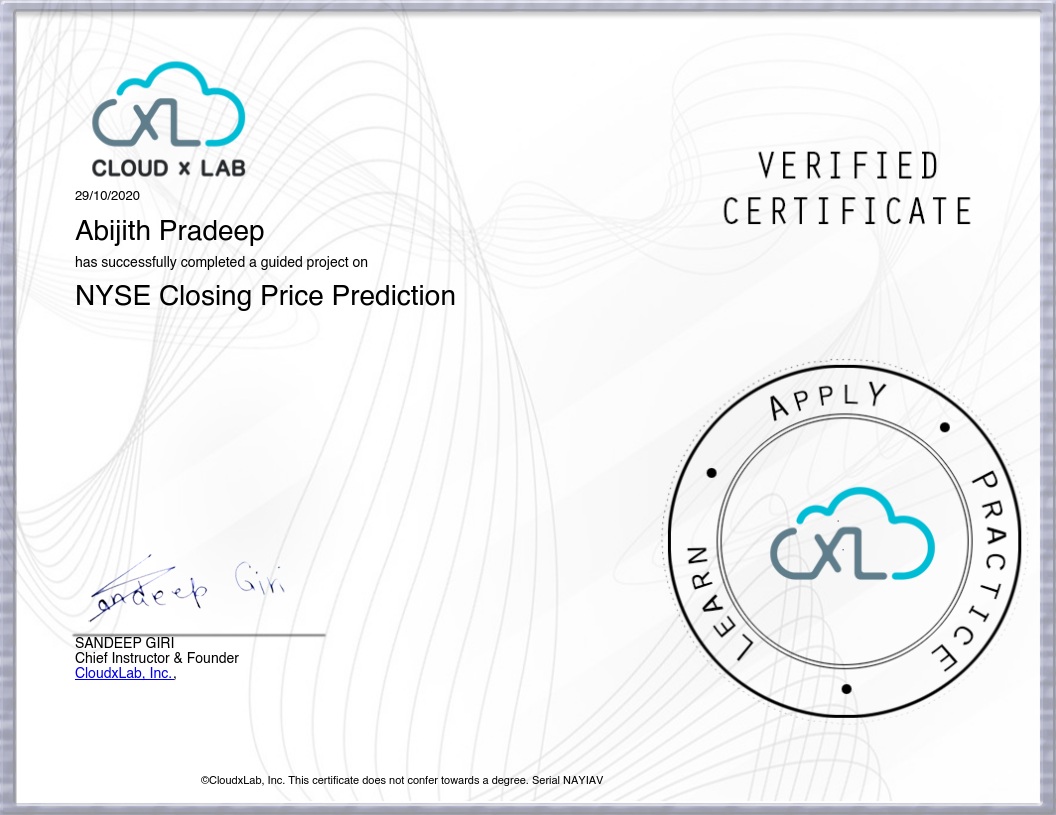 CXL
CLOUD x LAB
29/10/2020
Abijith Pradeep
has successfully completed a guided project on
NYSE Closing Price Prediction
VERIFIED
CERTIFICATE
LEARN
APPLY
PRACTICE
CXL
Sandeep Giri
SANDEEP GIRI
Chief Instructor & Founder
CloudxLab, Inc.,
©CloudxLab, Inc. This certificate does not confer towards a degree. Serial NAYIAV